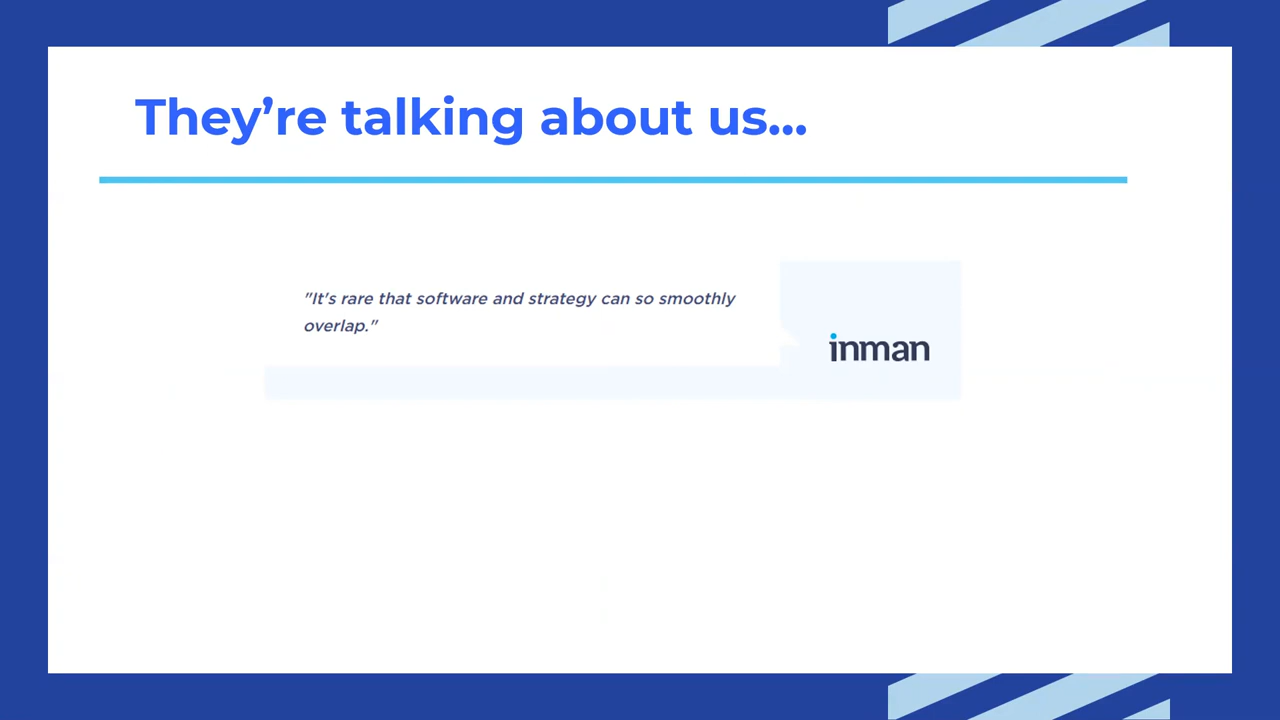 They’re talking about us...
"It's rare that software and strategy can so smoothly
overlap."
inman